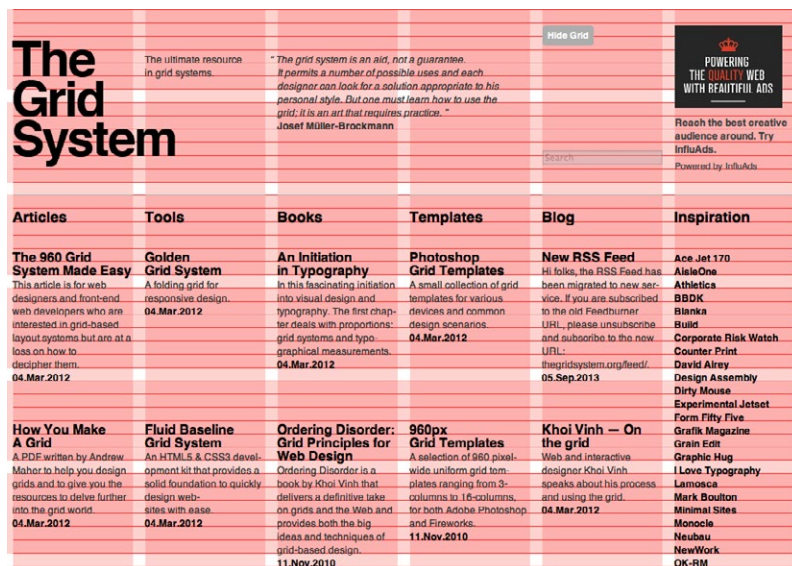 The
Grid
System
The ultimate resource
in grid systems.
“ The grid system is an aid, not a guarantee.
It permits a number of possible uses and each
designer can look for a solution appropriate to his
personal style. But one must learn how to use the
grid; it is an art that requires practice. ”
Josef Müller-Brockmann
Hide Grid
Search
POWERING
THE QUALITY WEB
WITH BEAUTIFUL ADS
Reach the best creative
audience around. Try
InfluAds.
Powered by InfluAds
Articles
The 960 Grid
System Made Easy
This article is for web
designers and front-end
web developers who are
interested in grid-based
layout systems but are at a
loss on how to
decipher them.
04.Mar.2012
How You Make
A Grid
A PDF written by Andrew
Maher to help you design
grids and to give you the
resources to delve further
into the grid world.
04.Mar.2012
Tools
Golden
Grid System
A folding grid for
responsive design.
04.Mar.2012
Fluid Baseline
Grid System
An HTML5 & CSS3 devel-
opment kit that provides a
solid foundation to quickly
design web-
sites with ease.
04.Mar.2012
Books
An Initiation
in Typography
In this fascinating initiation
into visual design and
typography. The first chap-
ter deals with proportions:
grid systems and typo-
graphical measurements.
04.Mar.2012
Ordering Disorder:
Grid Principles for
Web Design
Ordering Disorder is a
book by Khoi Vinh that
delivers a definitive take
on grids and the Web and
provides both the big
ideas and techniques of
grid-based design.
11.Nov.2010
Templates
Photoshop
Grid Templates
A small collection of grid
templates for various
devices and common
design scenarios.
04.Mar.2012
960px
Grid Templates
A selection of 960 pixel-
wide uniform grid tem-
plates ranging from 3-
columns to 16-columns,
for both Adobe Photoshop
and Fireworks.
11.Nov.2010
Blog
New RSS Feed
Hi folks, the RSS Feed has
been migrated to new ser-
vice. If you are subscribed
to the old Feedburner
URL, please unsubscribe
and subscribe to the new
URL:
thegridsystem.org/feed/.
05.Sep.2013
Khoi Vinh — On
the grid
Web and interactive
designer Khoi Vinh
speaks about his process
and using the grid.
04.Mar.2012
Inspiration
Ace Jet 170
AisleOne
Athletics
BBDK
Blanka
Build
Corporate Risk Watch
Counter Print
David Airey
Design Assembly
Dirty Mouse
Experimental Jetset
Form Fifty Five
Grafik Magazine
Grain Edit
Graphic Hug
I Love Typography
Lamosca
Mark Boulton
Minimal Sites
Monocle
Neubau
NewWork
OK-RM